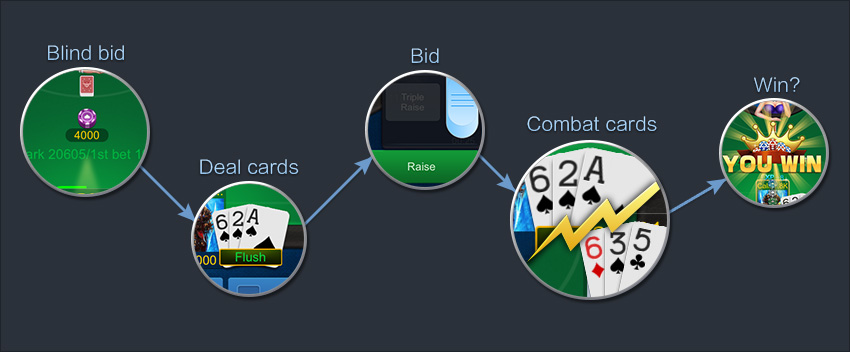 Blind bid
4000
ark 20605/1st bet 1
Deal cards
6 2 A
000
Flush
Bid
Triple
Raise
Raise
Combat cards
6 2 A
6 3 5
Win?
YOU WIN